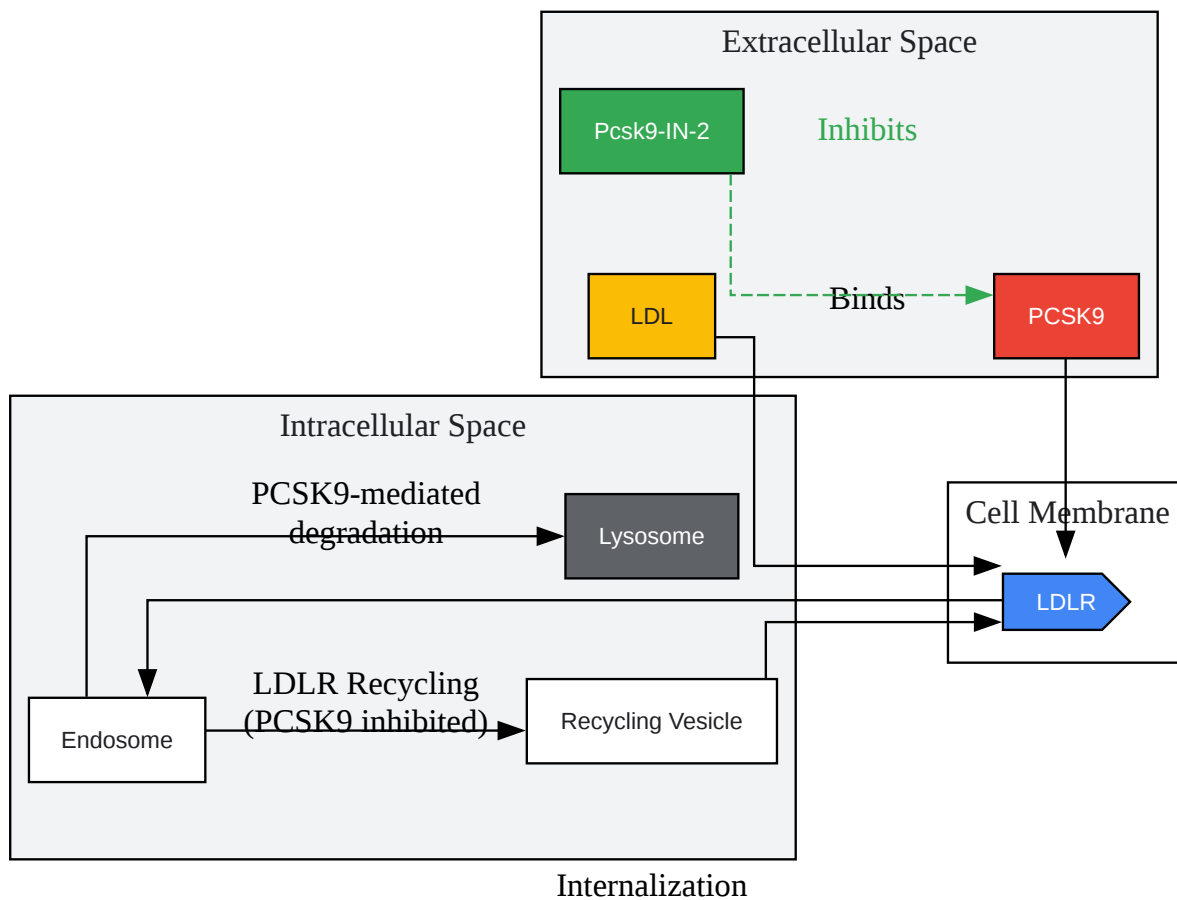 Extracellular Space
Pcsk9-IN-2
Inhibits
LDL
Binds
PCSK9
Intracellular Space
PCSK9-mediated
degradation
Lysosome
Cell Membrane
LDLR
LDLR Recycling
(PCSK9 inhibited)
Endosome
Recycling Vesicle
Internalization